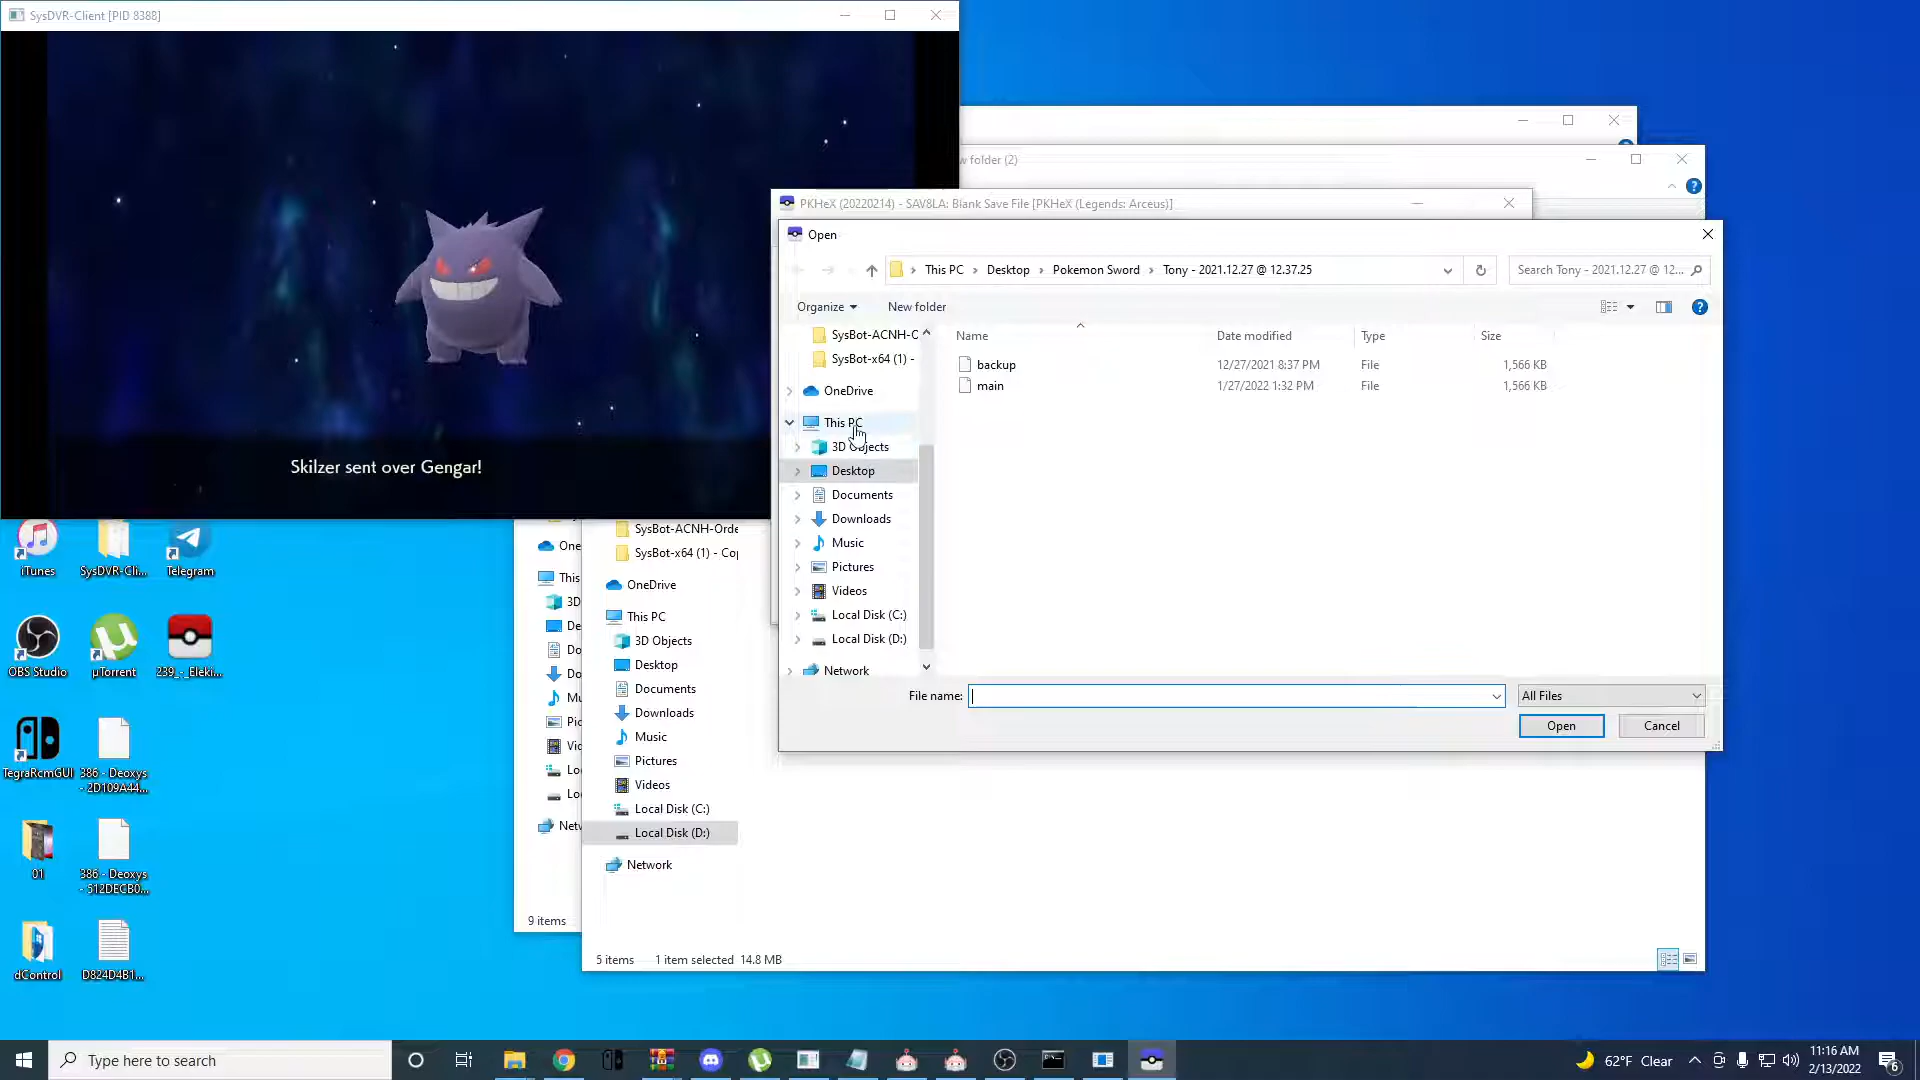 SysDVR-Client [PID 8388]
Skilzer sent over Gengar!
w folder (2)
PKHeX (20220214) - SAV8LA: Blank Save File [PKHeX (Legends: Arceus)]
Open
This PC > Desktop > Pokemon Sword > Tony - 2021.12.27 @ 12.37.25
Search Tony - 2021.12.27 @ 12...
Organize
New folder
SysBot-ACNH-O
SysBot-x64 (1) -
OneDrive
This PC
3D Objects
Desktop
Documents
Downloads
Music
Pictures
Videos
Local Disk (C:)
Local Disk (D:)
Network
Name Date modified Type Size
backup 12/27/2021 8:37 PM File 1,566 KB
main 1/27/2022 1:32 PM File 1,566 KB
File name:
All Files
Open
Cancel
One
This
3D
De
Do
Do
Mu
Pic
Vic
Loc
Loc
Netw
9 items
SysBot-ACNH-Orde
SysBot-x64 (1) - Cop
OneDrive
This PC
3D Objects
Desktop
Documents
Downloads
Music
Pictures
Videos
Local Disk (C:)
Local Disk (D:)
Network
5 items 1 item selected 14.8 MB
iTunes
SysDVR-Cli...
Telegram
OBS Studio
µTorrent
239_-_Eleki...
TegraRcmGUI
386 - Deoxys
- 2D109A44...
01
386 - Deoxys
- 512DECB0...
dControl
D824D4B1...
Type here to search
62°F Clear
11:16 AM
2/13/2022
6